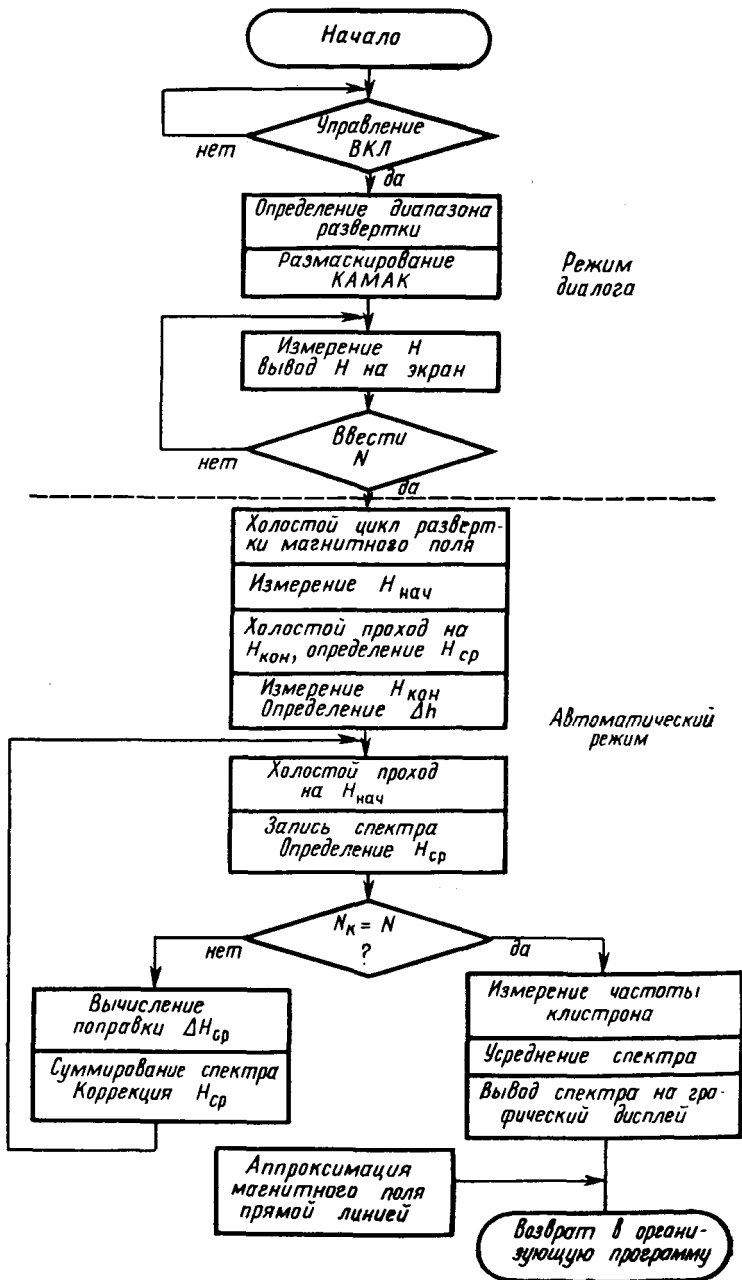 Начало
Управление
ВКЛ
нет
да
Определение диапазона
развертки
Размаскирование
КАМАК
Режим
диалога
Измерение H
вывод H на экран
Ввести
N
нет
да
Холостой цикл разверт-
ки магнитного поля
Измерение Hнач
Холостой проход на
Hкон, определение Hср
Измерение Hкон
Определение Δh
Автоматический
режим
Холостой проход
на Hнач
Запись спектра
Определение Hср
Nк = N
?
нет
да
Вычисление
поправки ΔHср
Суммирование спектра
Коррекция Hср
Измерение частоты
клистрона
Усреднение спектра
Вывод спектра на гра-
фический дисплей
Аппроксимация
магнитного поля
прямой линией
Возврат в органи-
зующую программу